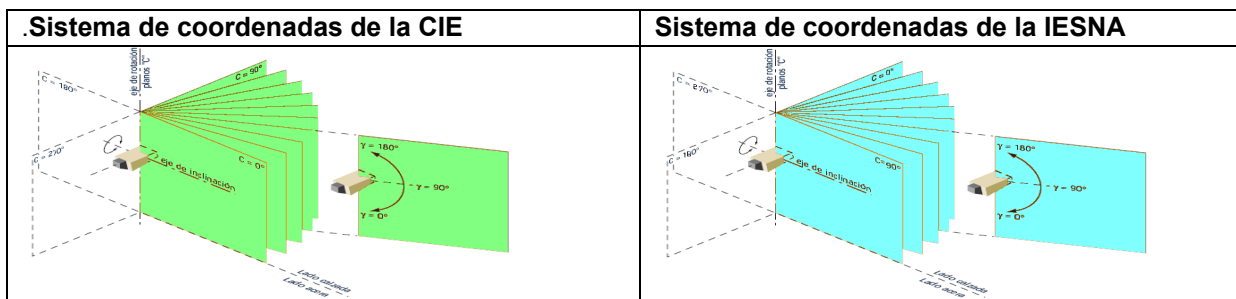 .Sistema de coordenadas de la CIE
eje de rotación
planos "C"
C = 90°
C = 180°
C = 270°
C = 0°
eje de inclinación
γ = 180°
γ = 90°
γ = 0°
Lado calzada
Lado acera
Sistema de coordenadas de la IESNA
eje de rotación
planos "C"
C = 0°
C = 270°
C = 180°
C= 90°
eje de inclinación
γ = 180°
γ = 90°
γ = 0°
Lado calzada
Lado acera